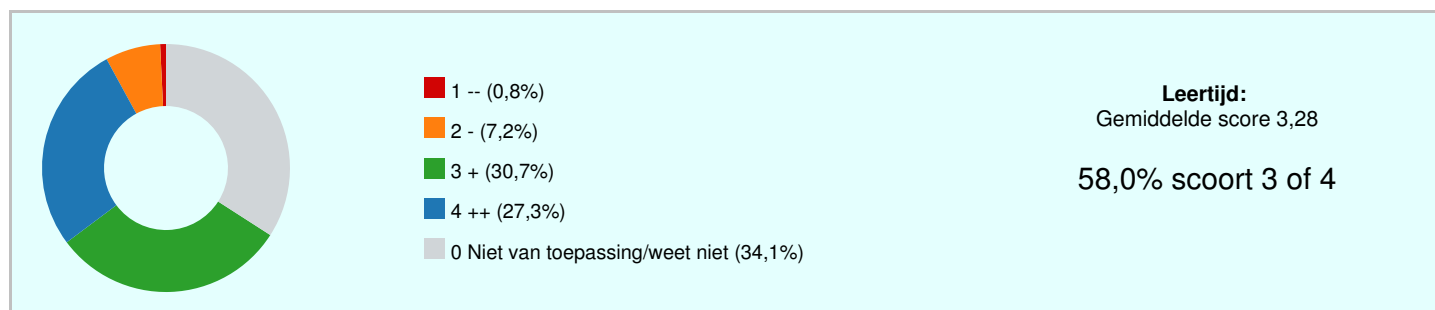 1 -- (0,8%)
2 - (7,2%)
3 + (30,7%)
4 ++ (27,3%)
0 Niet van toepassing/weet niet (34,1%)
Leertijd:
Gemiddelde score 3,28
58,0% scoort 3 of 4